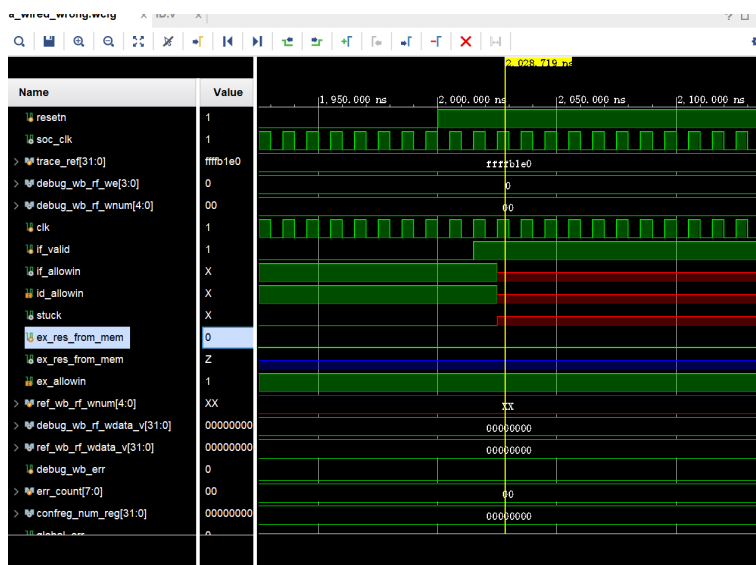 a_wired_wrong.wcfg × ID.v ×
Name Value
2,028.719 ns
1,950.000 ns 2,000.000 ns 2,050.000 ns 2,100.000 ns
resetn 1
soc_clk 1
trace_ref[31:0] ffffb1e0 ffffb1e0
debug_wb_rf_we[3:0] 0 0
debug_wb_rf_wnum[4:0] 00 00
clk 1
if_valid 1
if_allowin X
id_allowin X
stuck X
ex_res_from_mem 0
ex_res_from_mem Z
ex_allowin 1
ref_wb_rf_wnum[4:0] XX XX
debug_wb_rf_wdata_v[31:0] 00000000 00000000
ref_wb_rf_wdata_v[31:0] 00000000 00000000
debug_wb_err 0
err_count[7:0] 00 00
confreg_num_reg[31:0] 00000000 00000000
global_err 0